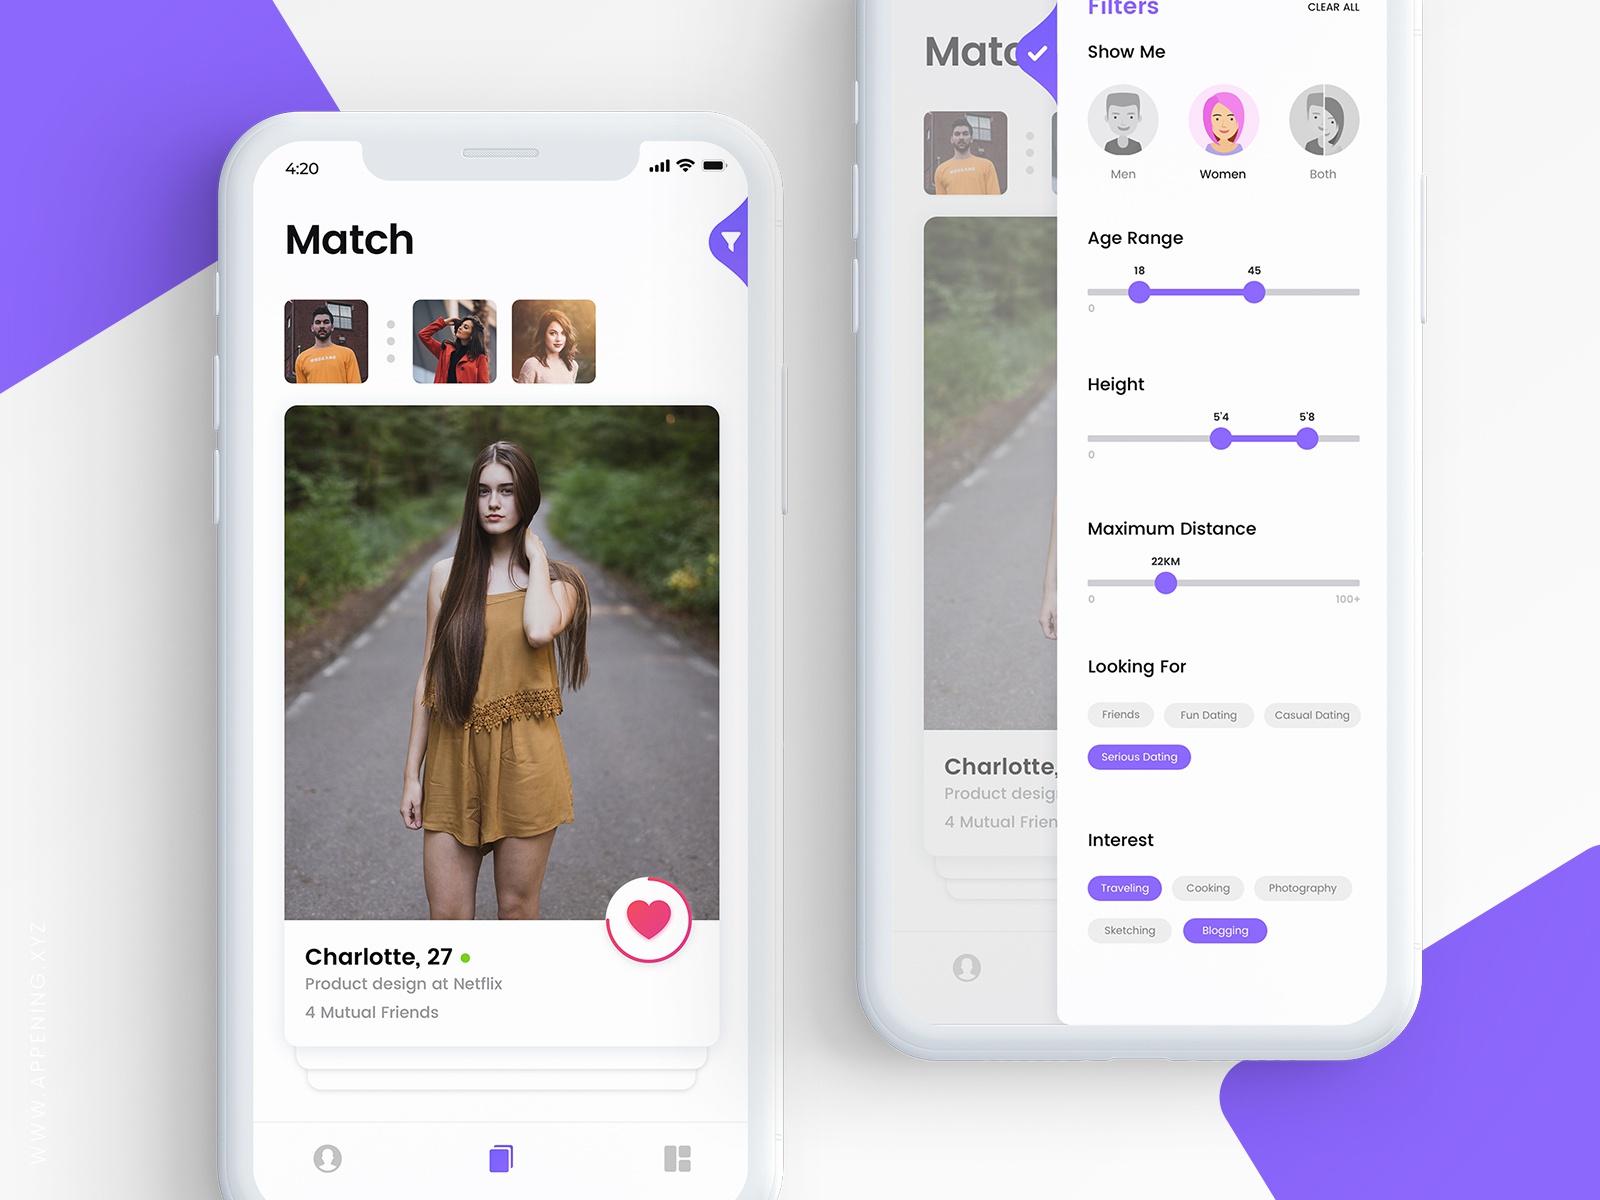 4:20
Match
Charlotte, 27
Product design at Netflix
4 Mutual Friends
WWW.APPENING.XYZ
Matc
Charlotte,
Product desig
4 Mutual Frien
Filters
CLEAR ALL
Show Me
Men
Women
Both
Age Range
18
45
0
Height
5'4
5'8
0
Maximum Distance
22KM
0
100+
Looking For
Friends
Fun Dating
Casual Dating
Serious Dating
Interest
Traveling
Cooking
Photography
Sketching
Blogging